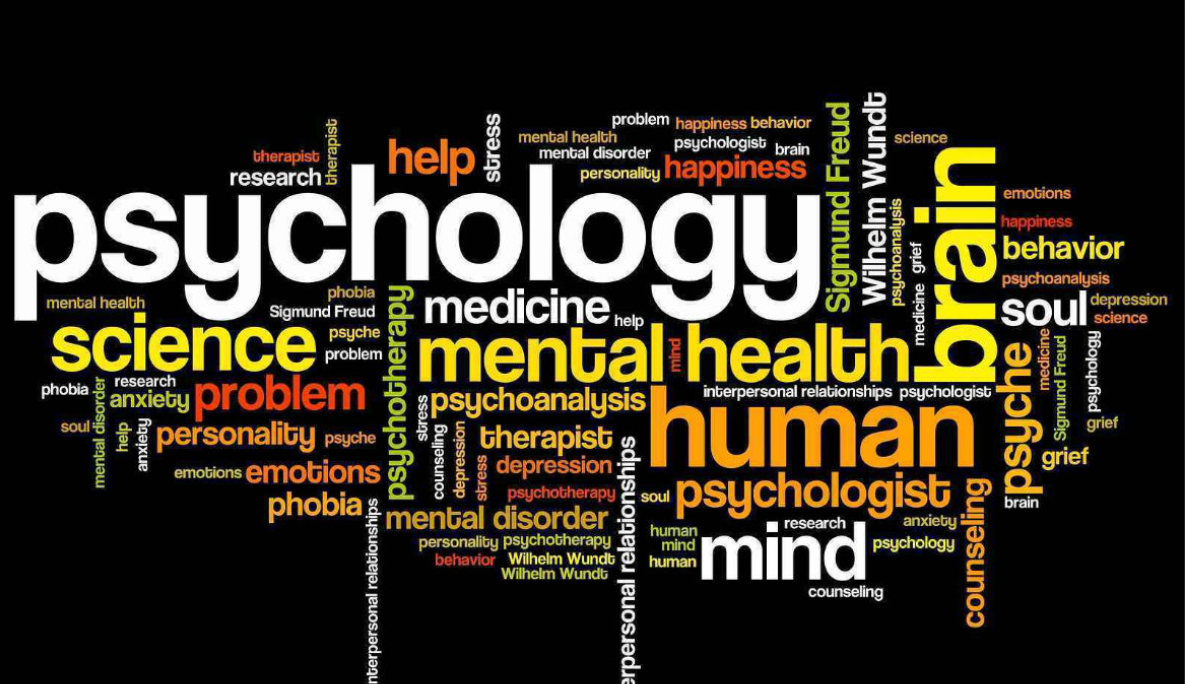 problem
happiness
behavior
mental health
psychologist
brain
mental disorder
personality
happiness
stress
help
therapist
therapist
research
Sigmund Freud
Wilhelm Wundt
science
psychology
brain
emotions
happiness
behavior
psychoanalysis
soul
depression
science
psychoanalysis
grief
medicine
mental health
phobia
Sigmund Freud
medicine
help
science
psyche
problem
psychotherapy
mental health
mind
interpersonal relationships
psychologist
phobia
research
mental disorder
anxiety
problem
stress
psychoanalysis
human
psyche
medicine
Sigmund Freud
psychology
grief
grief
brain
soul
help
anxiety
personality
psyche
counseling
depression
therapist
stress
depression
emotions
emotions
phobia
psychotherapy
soul
psychologist
counseling
nterpersonal relationships
mental disorder
erpersonal relationships
human
mind
human
research
mind
anxiety
psychology
counseling
personality
psychotherapy
behavior
Wilhelm Wundt
Wilhelm Wundt